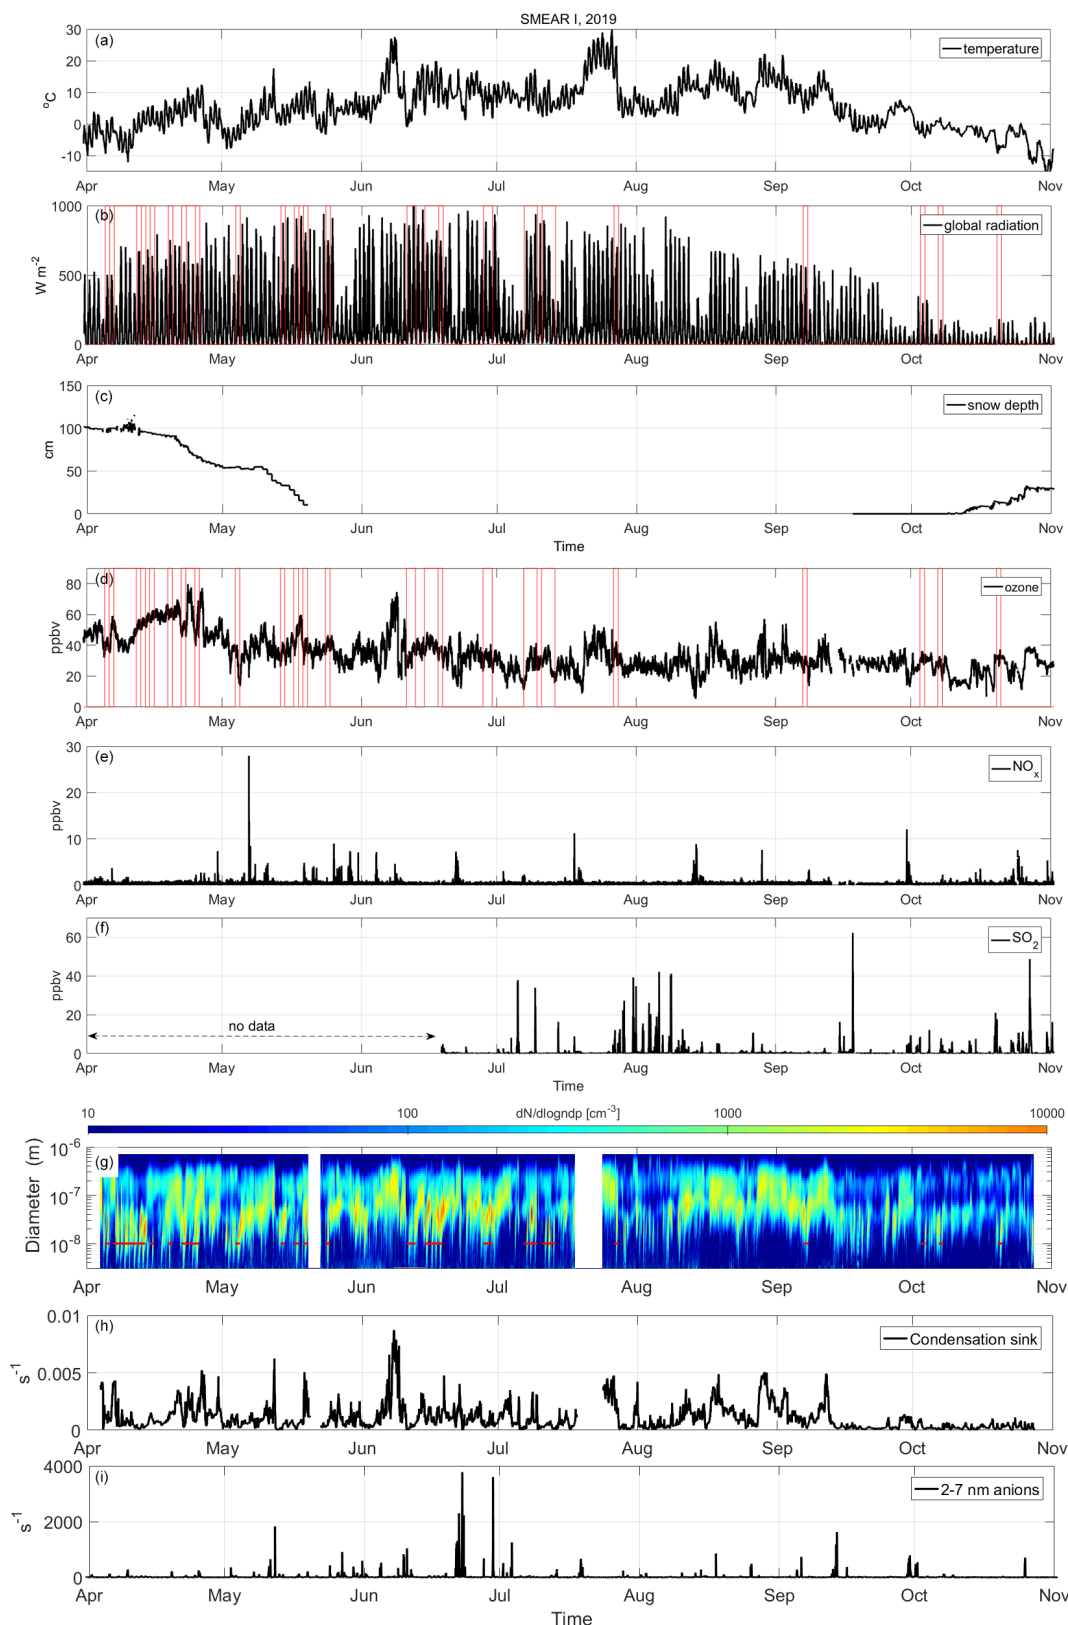 SMEAR I, 2019
(a)
temperature
°C
30
20
10
0
-10
Apr May Jun Jul Aug Sep Oct Nov
(b)
global radiation
W m-2
1000
500
0
Apr May Jun Jul Aug Sep Oct Nov
(c)
snow depth
cm
150
100
50
0
Apr May Jun Jul Aug Sep Oct Nov
Time
(d)
ozone
ppbv
80
60
40
20
0
Apr May Jun Jul Aug Sep Oct Nov
(e)
NOx
ppbv
30
20
10
0
Apr May Jun Jul Aug Sep Oct Nov
(f)
SO2
ppbv
60
40
20
0
no data
Apr May Jun Jul Aug Sep Oct Nov
Time
10 100 dN/dlogndp [cm-3] 1000 10000
(g)
Diameter (m)
10-6
10-7
10-8
Apr May Jun Jul Aug Sep Oct Nov
(h)
Condensation sink
s-1
0.01
0.005
0
Apr May Jun Jul Aug Sep Oct Nov
(i)
2-7 nm anions
s-1
4000
2000
0
Apr May Jun Jul Aug Sep Oct Nov
Time